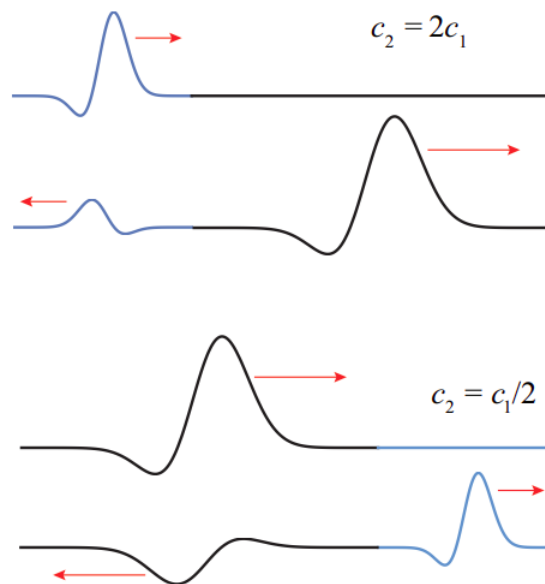 c₂ = 2c₁
c₂ = c₁/2